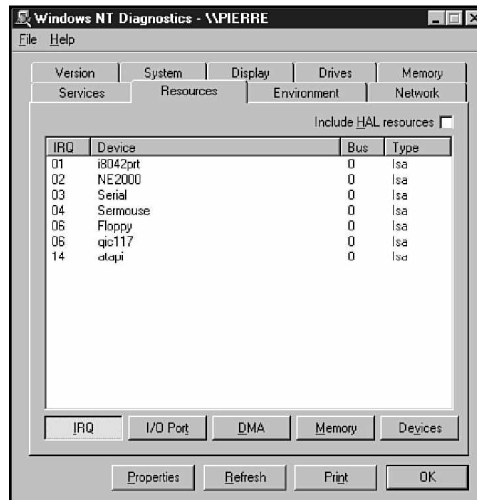 Windows NT Diagnostics - \\PIERRE
File Help
Version System Display Drives Memory
Services Resources Environment Network
Include HAL resources
IRQ Device Bus Type
01 i8042prt 0 Isa
02 NE2000 0 Isa
03 Serial 0 Isa
04 Sermouse 0 Isa
06 Floppy 0 Isa
06 qic117 0 Isa
14 atapi 0 Isa
IRQ I/O Port DMA Memory Devices
Properties Refresh Print OK